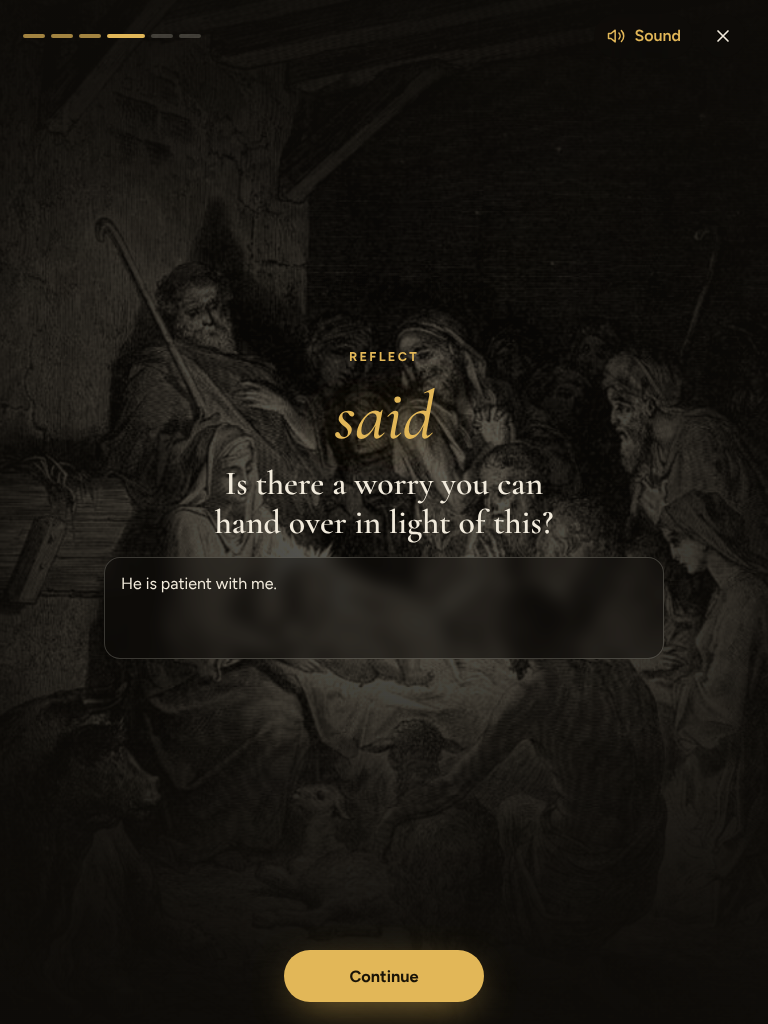 Sound
REFLECT
said
Is there a worry you can
hand over in light of this?
He is patient with me.
Continue